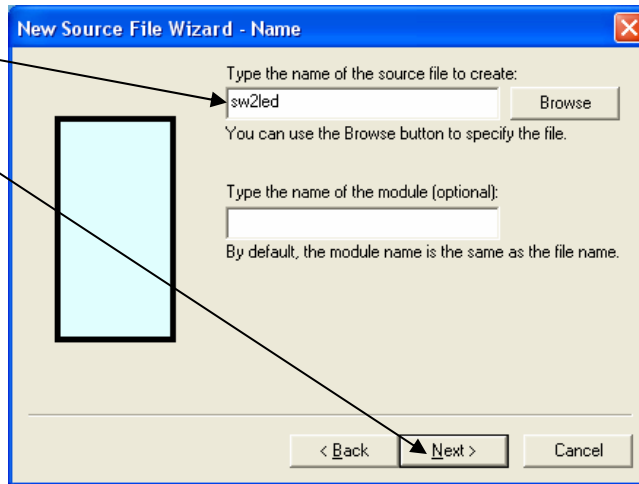 New Source File Wizard - Name
Type the name of the source file to create:
sw2led
Browse
You can use the Browse button to specify the file.
Type the name of the module (optional):
By default, the module name is the same as the file name.
< Back
Next >
Cancel